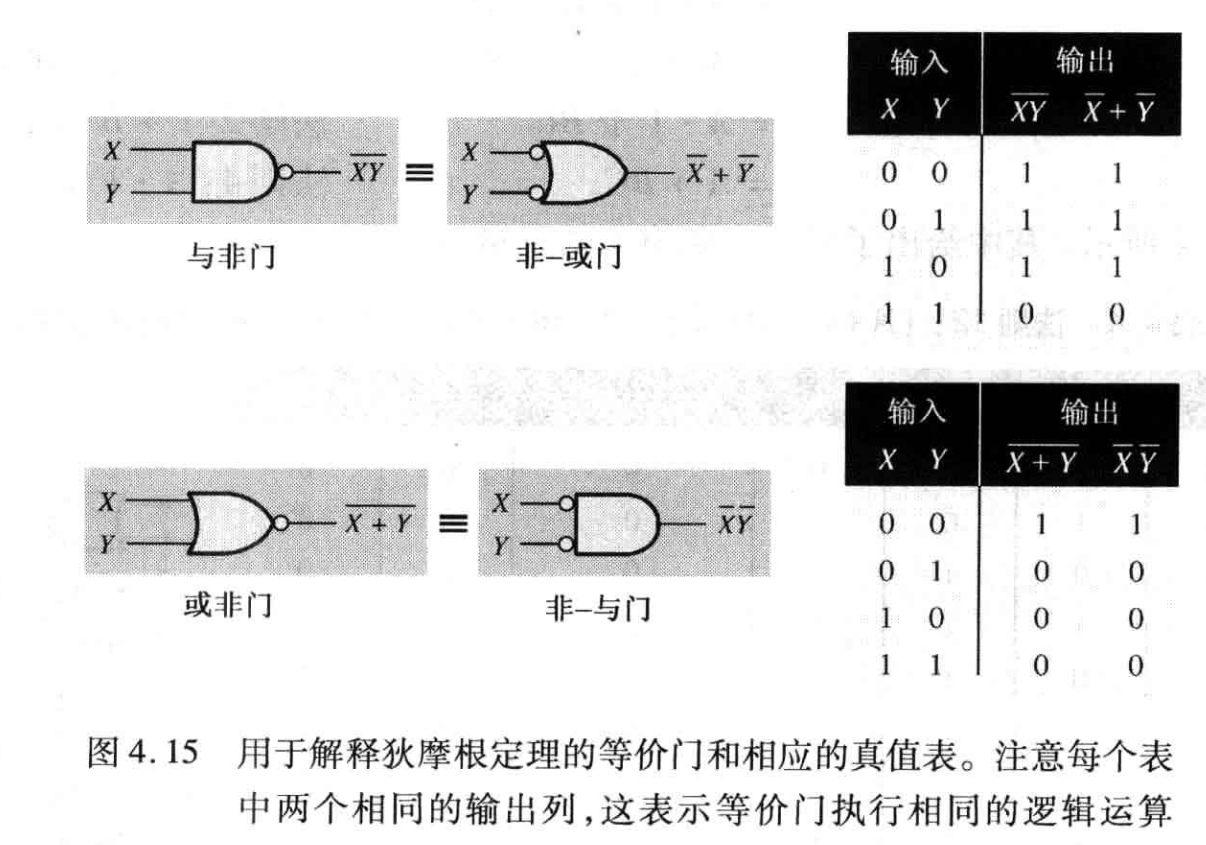 X
Y
$\overline{XY}$
≡
X
Y
$\overline{X} + \overline{Y}$
与非门
非–或门
输入 输出
X Y $\overline{XY}$ $\overline{X} + \overline{Y}$
0 0 1 1
0 1 1 1
1 0 1 1
1 1 0 0
X
Y
$\overline{X + Y}$
≡
X
Y
$\overline{X}\,\overline{Y}$
或非门
非–与门
输入 输出
X Y $\overline{X + Y}$ $\overline{X}\,\overline{Y}$
0 0 1 1
0 1 0 0
1 0 0 0
1 1 0 0
图 4.15 用于解释狄摩根定理的等价门和相应的真值表。注意每个表
中两个相同的输出列,这表示等价门执行相同的逻辑运算